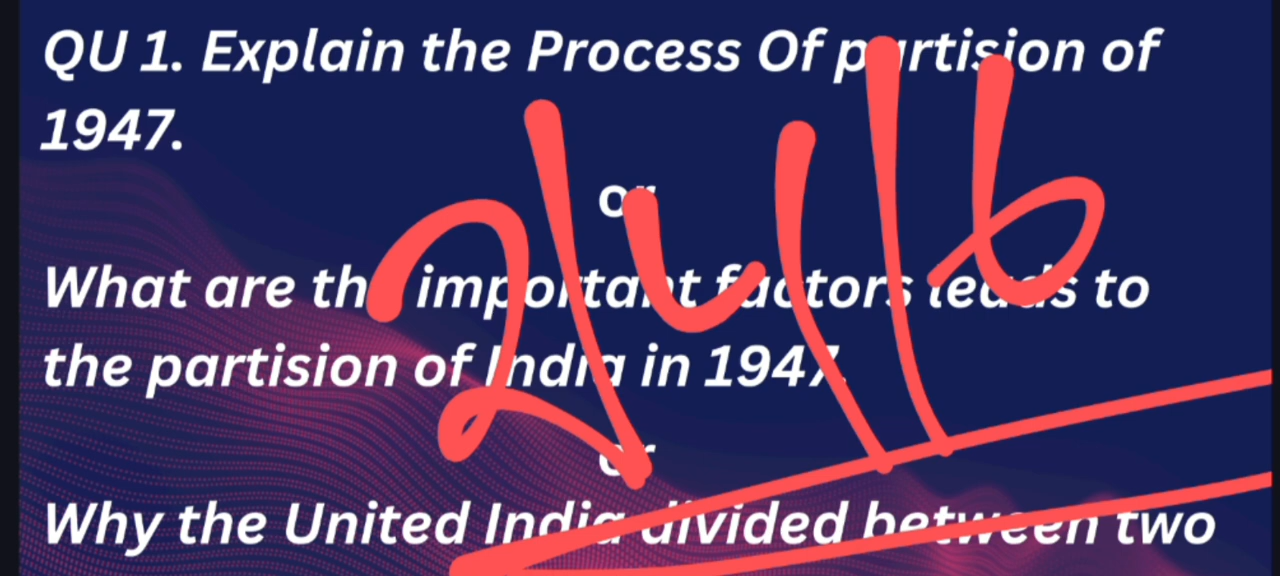 QU 1. Explain the Process Of partision of
1947.
or
What are the important factors leads to
the partision of India in 1947.
or
Why the United India divided between two